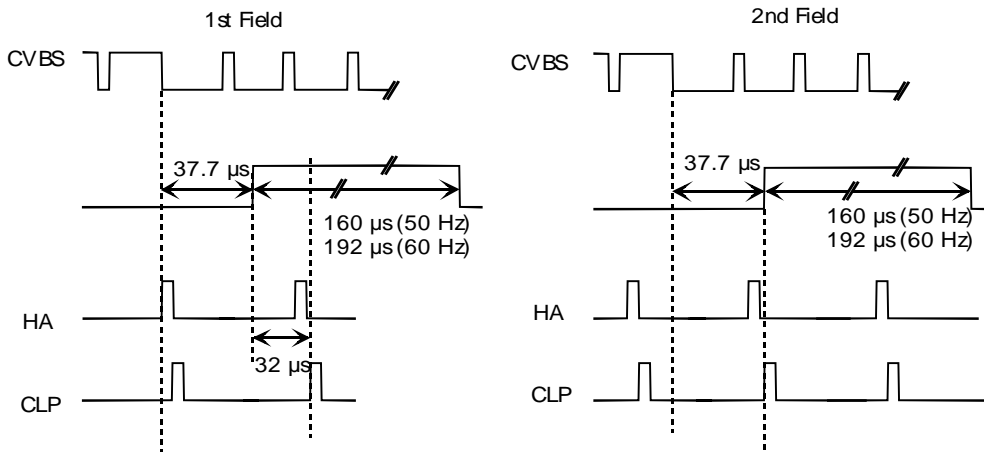 1st Field
CVBS
37.7 µs
160 µs (50 Hz)
192 µs (60 Hz)
HA
32 µs
CLP
2nd Field
CVBS
37.7 µs
160 µs (50 Hz)
192 µs (60 Hz)
HA
CLP